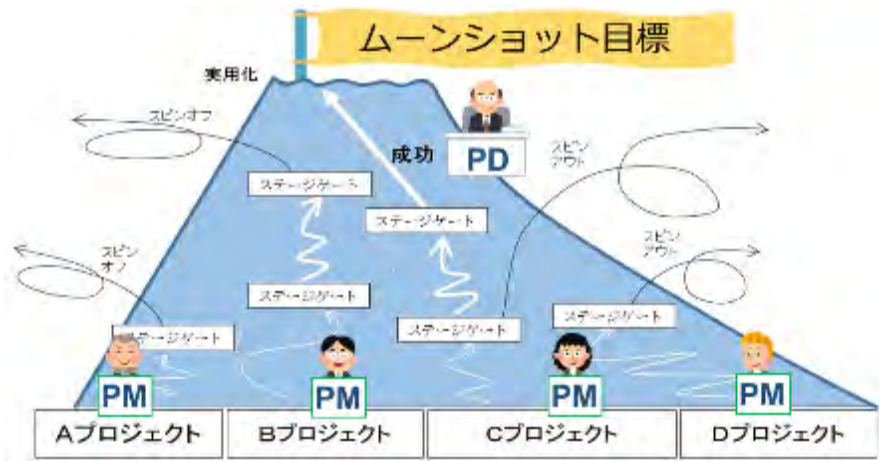 ムーンショット目標
実用化
スピンオフ
成功
PD
スピン
アウト
ステージゲート
ステージゲート
スピン
オフ
スピン
アウト
ステージゲート
ステージゲート
ステージゲート
ステージゲート
PM
PM
PM
PM
Aプロジェクト
Bプロジェクト
Cプロジェクト
Dプロジェクト